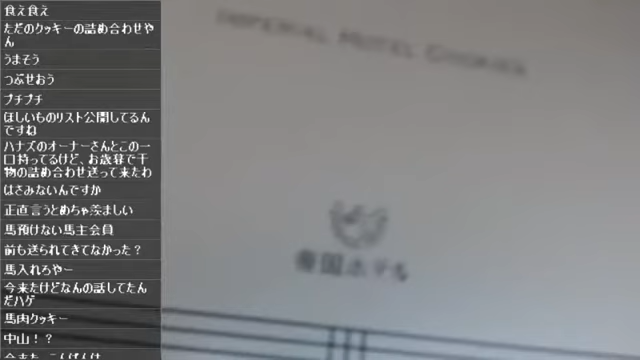 食え食え
ただのクッキーの詰め合わせや
ん
うまそう
つぶせおう
プチプチ
ほしいものリスト公開してるん
ですね
ハナズのオーナーさんとこの一
口持ってるけど、お歳暮で干
物の詰め合わせ送って来たわ
はさみないんですか
正直言うとめちゃ羨ましい
馬預けない馬主会員
前も送られてきてなかった？
馬入れろやー
今来たけどなんの話してたん
だハゲ
馬肉クッキー
中山！？
IMPERIAL HOTEL COOKIES
帝国ホテル